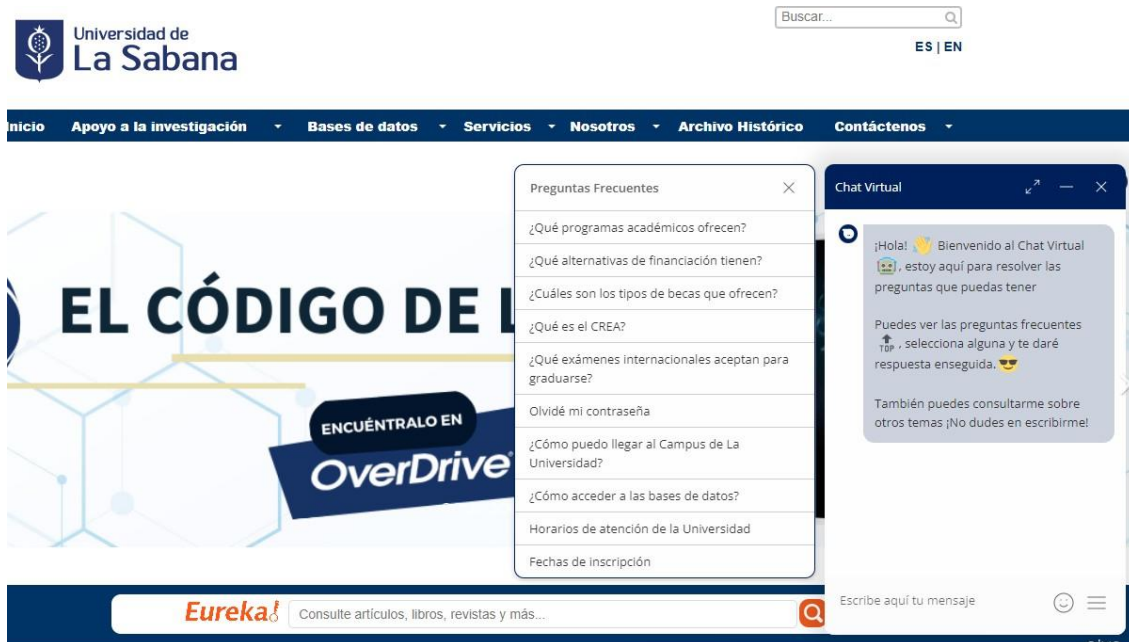 Universidad de
La Sabana
Buscar...
ES | EN
Inicio Apoyo a la investigación Bases de datos Servicios Nosotros Archivo Histórico Contáctenos
EL CÓDIGO DE L
ENCUÉNTRALO EN
OverDrive
Preguntas Frecuentes
¿Qué programas académicos ofrecen?
¿Qué alternativas de financiación tienen?
¿Cuáles son los tipos de becas que ofrecen?
¿Qué es el CREA?
¿Qué exámenes internacionales aceptan para
graduarse?
Olvidé mi contraseña
¿Cómo puedo llegar al Campus de La
Universidad?
¿Cómo acceder a las bases de datos?
Horarios de atención de la Universidad
Fechas de inscripción
Chat Virtual
¡Hola! 👋 Bienvenido al Chat Virtual
🤖, estoy aquí para resolver las
preguntas que puedas tener
Puedes ver las preguntas frecuentes
🔝, selecciona alguna y te daré
respuesta enseguida. 😎
También puedes consultarme sobre
otros temas ¡No dudes en escribirme!
Escribe aquí tu mensaje
Eureka! Consulte artículos, libros, revistas y más...